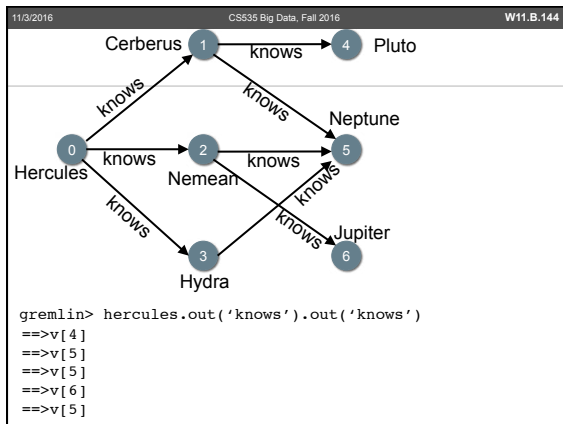 11/3/2016 CS535 Big Data, Fall 2016 W11.B.144
Cerberus 1 knows 4 Pluto
knows knows
Neptune
0 knows 2 knows 5
Hercules Nemean knows
knows knows Jupiter
3 6
Hydra
gremlin> hercules.out(‘knows’).out(‘knows’)
==>v[4]
==>v[5]
==>v[5]
==>v[6]
==>v[5]